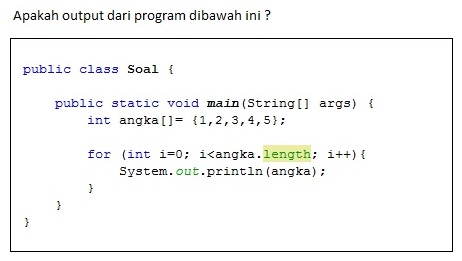 Apakah output dari program dibawah ini ?
public class Soal {
public static void main(String[] args) {
int angka[]= {1,2,3,4,5};
for (int i=0; i<angka.length; i++){
System.out.println(angka);
}
}
}